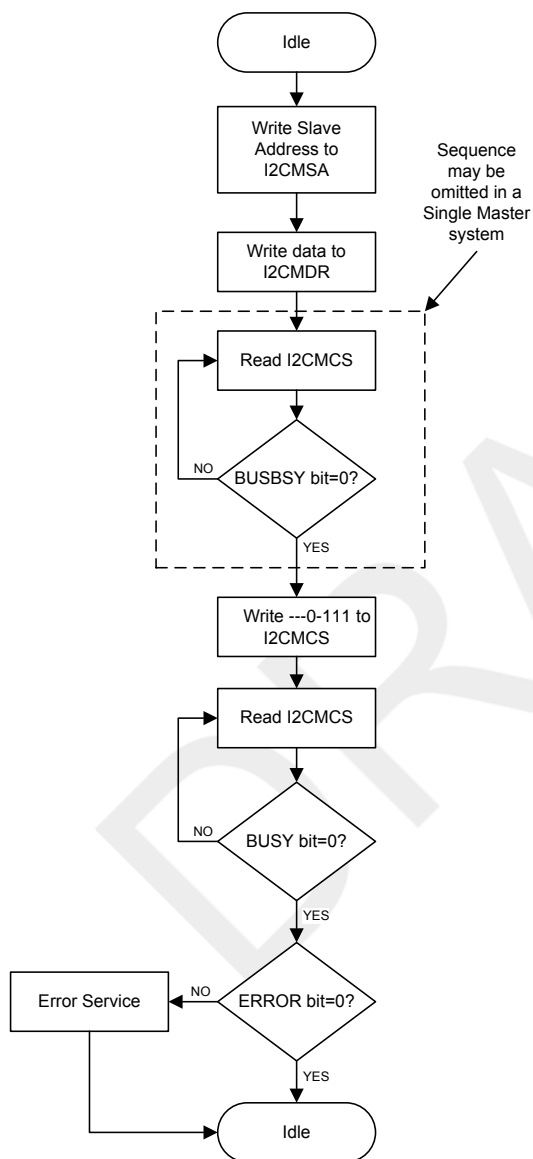 Idle
Write Slave
Address to
I2CMSA
Sequence
may be
omitted in a
Single Master
system
Write data to
I2CMDR
Read I2CMCS
NO
BUSBSY bit=0?
YES
Write ---0-111 to
I2CMCS
Read I2CMCS
NO
BUSY bit=0?
YES
Error Service
NO
ERROR bit=0?
YES
Idle
DRA